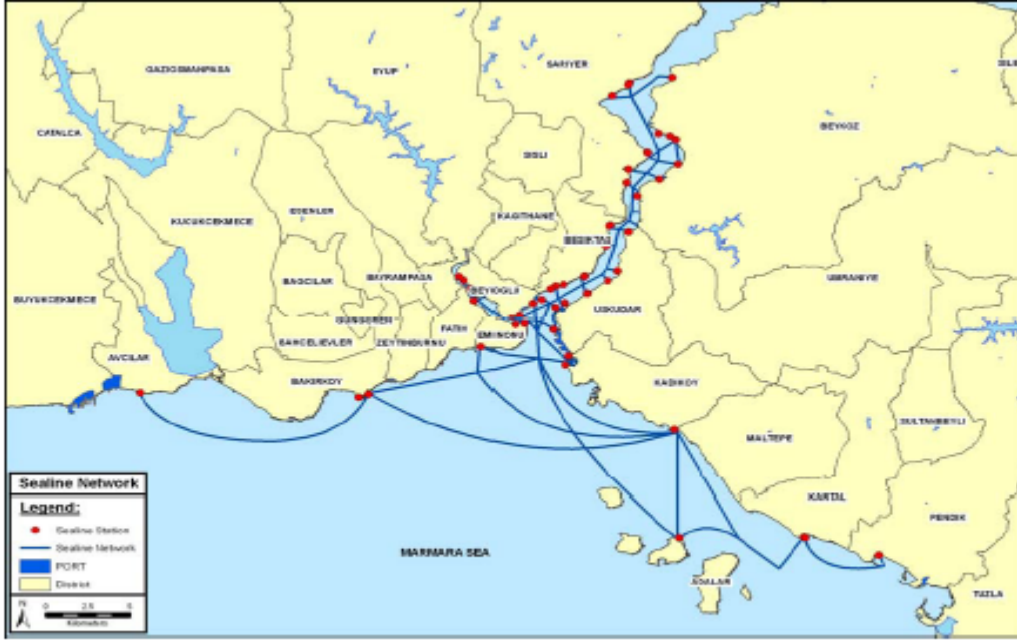 SARIYER
GAZIOSMANPASA
EYUP
SILE
CATALCA
BEYKOZ
SISLI
KUCUKCEKMECE
ESENLER
KAGITHANE
BESIKTAS
BAGCILAR
BAYRAMPASA
UMRANIYE
BUYUKCEKMECE
BEYOGLU
USKUDAR
GUNGOREN
FATIH
EMINONU
BAHCELIEVLER
ZEYTINBURNU
AVCILAR
BAKIRKOY
KADIKOY
SULTANBEYLI
MALTEPE
KARTAL
PENDIK
MARMARA SEA
ADALAR
TUZLA
Sealine Network
Legend:
Sealine Station
Sealine Network
PORT
District
N
0 2.5 5
Kilometers